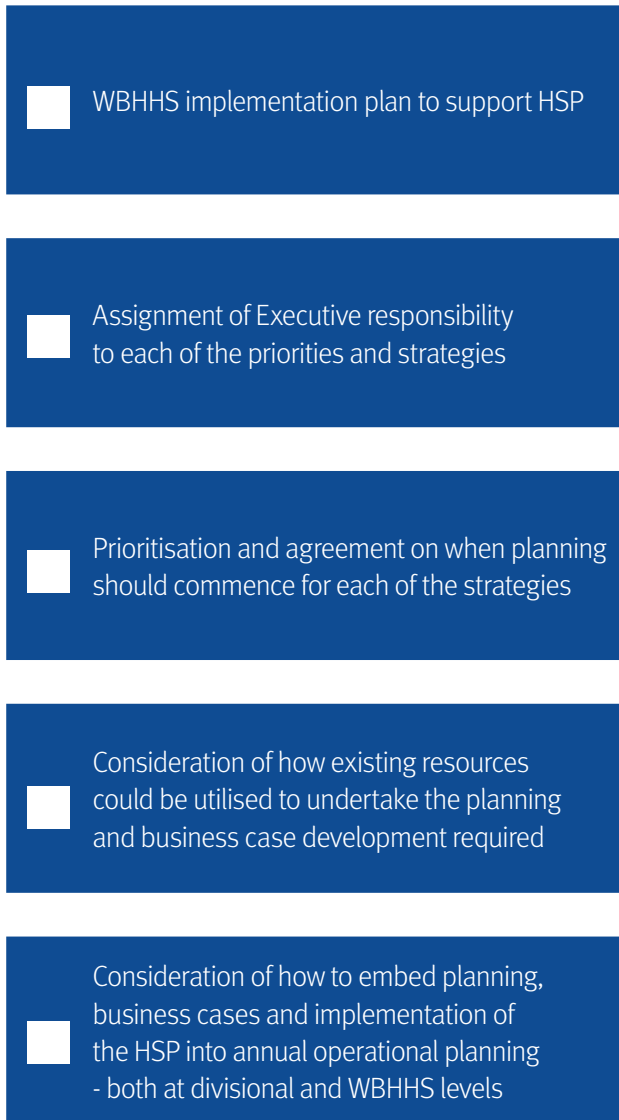 WBHHS implementation plan to support HSP
Assignment of Executive responsibility
to each of the priorities and strategies
Prioritisation and agreement on when planning
should commence for each of the strategies
Consideration of how existing resources
could be utilised to undertake the planning
and business case development required
Consideration of how to embed planning,
business cases and implementation of
the HSP into annual operational planning
- both at divisional and WBHHS levels